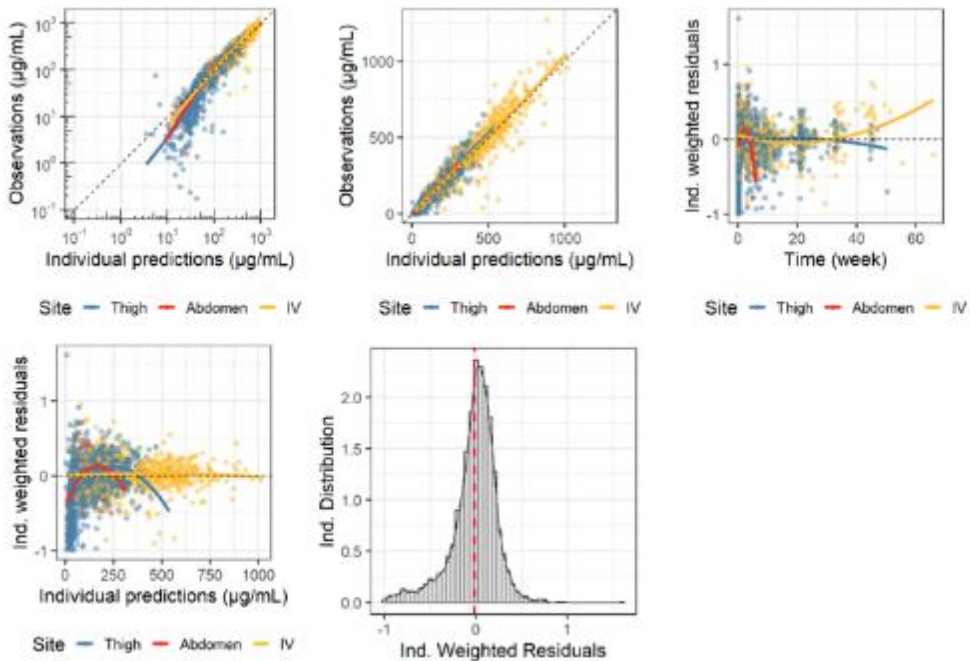 Observations (µg/mL)
10³
10²
10¹
10⁰
10⁻¹
10⁻¹ 10⁰ 10¹ 10² 10³
Individual predictions (µg/mL)
Site Thigh Abdomen IV
Observations (µg/mL)
1000
500
0
0 500 1000
Individual predictions (µg/mL)
Site Thigh Abdomen IV
Ind. weighted residuals
1
0
-1
0 20 40 60
Time (week)
Site Thigh Abdomen IV
Ind. weighted residuals
1
0
-1
0 250 500 750 1000
Individual predictions (µg/mL)
Site Thigh Abdomen IV
Ind. Distribution
2.0
1.5
1.0
0.5
0.0
-1 0 1
Ind. Weighted Residuals